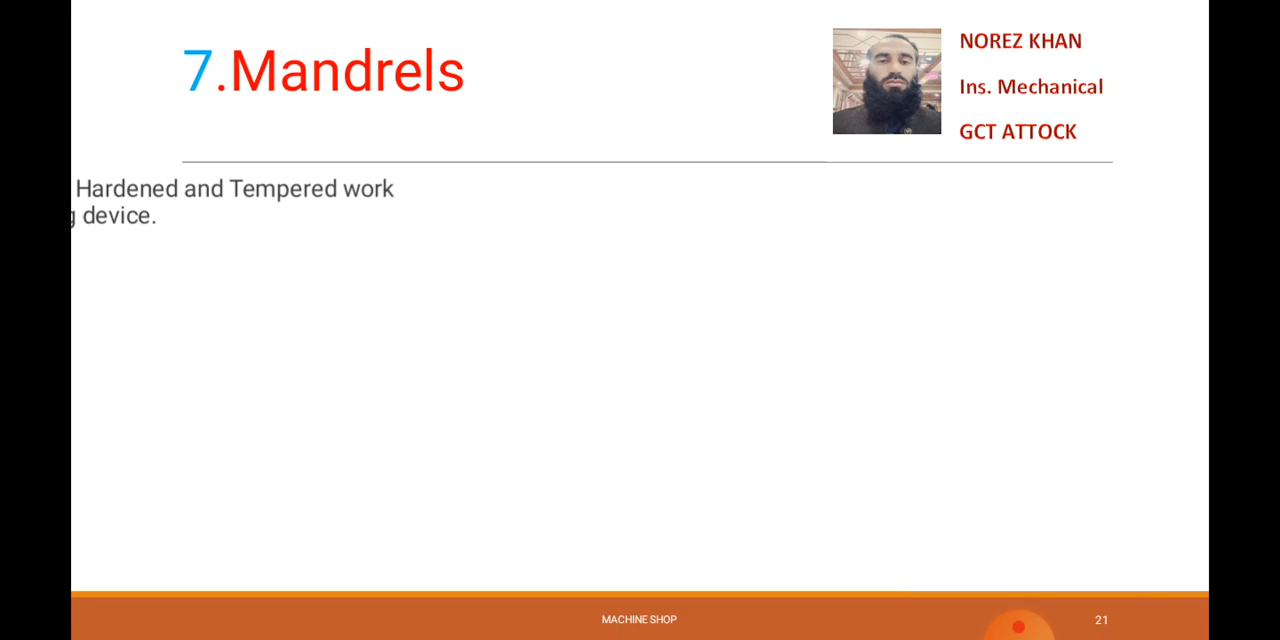 7.Mandrels
NOREZ KHAN
Ins. Mechanical
GCT ATTOCK
Hardened and Tempered work
device.
MACHINE SHOP
21